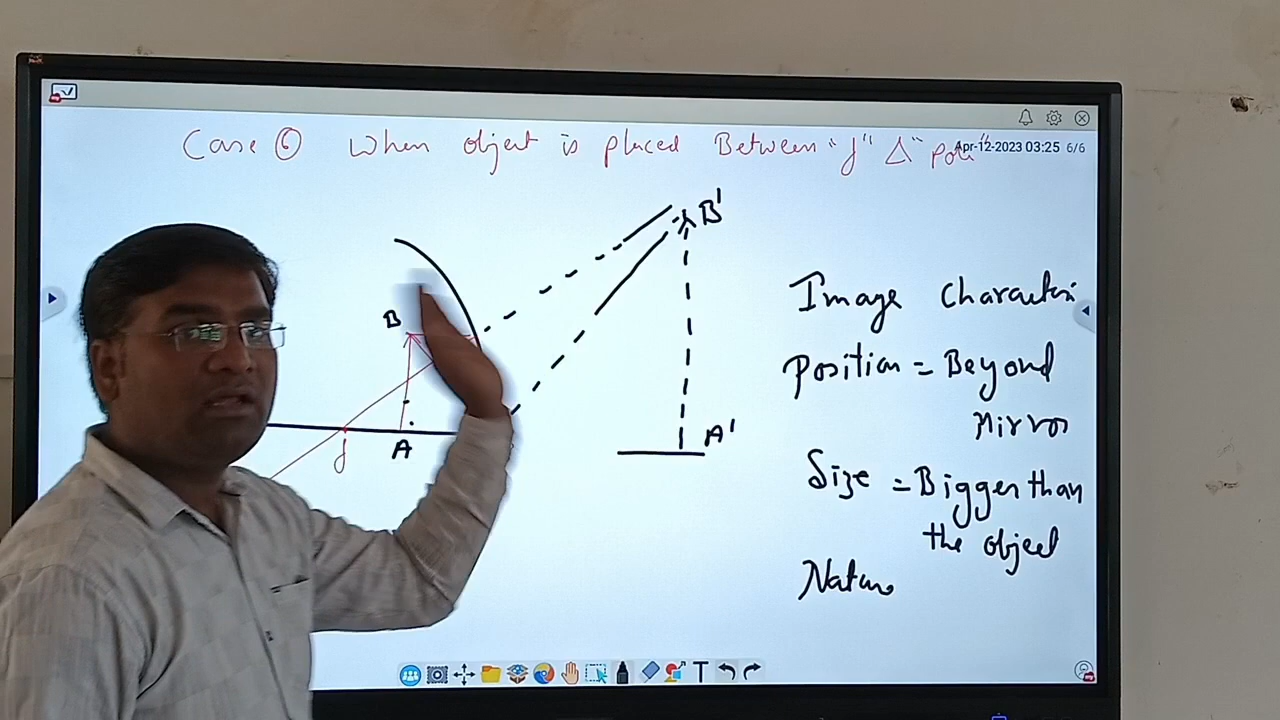 Case ⑥ When object is placed Between "f" & "pole"
Apr-12-2023 03:25 6/6
B'
B
Image Characteri
Position = Beyond
Mirror
A'
A
f
Size = Bigger than
the object
Nature
T